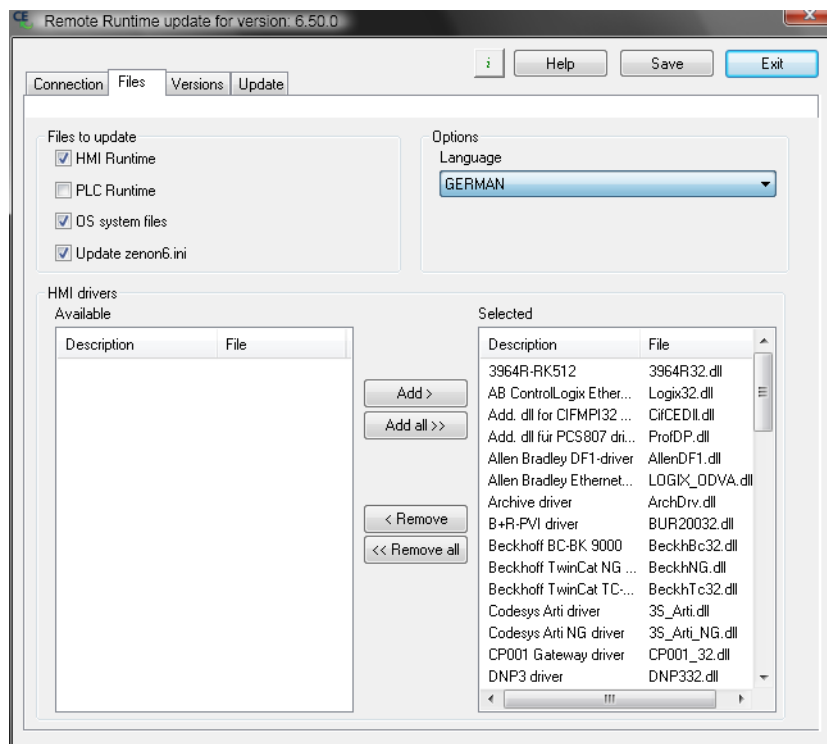 CE Remote Runtime update for version: 6.50.0
i Help Save Exit
Connection Files Versions Update
Files to update
HMI Runtime
PLC Runtime
OS system files
Update zenon6.ini
Options
Language
GERMAN
HMI drivers
Available
Description File
Add >
Add all >>
< Remove
<< Remove all
Selected
Description File
3964R-RK512 3964R32.dll
AB ControlLogix Ether... Logix32.dll
Add. dll for CIFMPI32 ... CifCEDll.dll
Add. dll für PCS807 dri... ProfDP.dll
Allen Bradley DF1-driver AllenDF1.dll
Allen Bradley Ethernet... LOGIX_ODVA.dll
Archive driver ArchDrv.dll
B+R-PVI driver BUR20032.dll
Beckhoff BC-BK 9000 BeckhBc32.dll
Beckhoff TwinCat NG ... BeckhNG.dll
Beckhoff TwinCat TC-... BeckhTc32.dll
Codesys Arti driver 3S_Arti.dll
Codesys Arti NG driver 3S_Arti_NG.dll
CP001 Gateway driver CP001_32.dll
DNP3 driver DNP332.dll